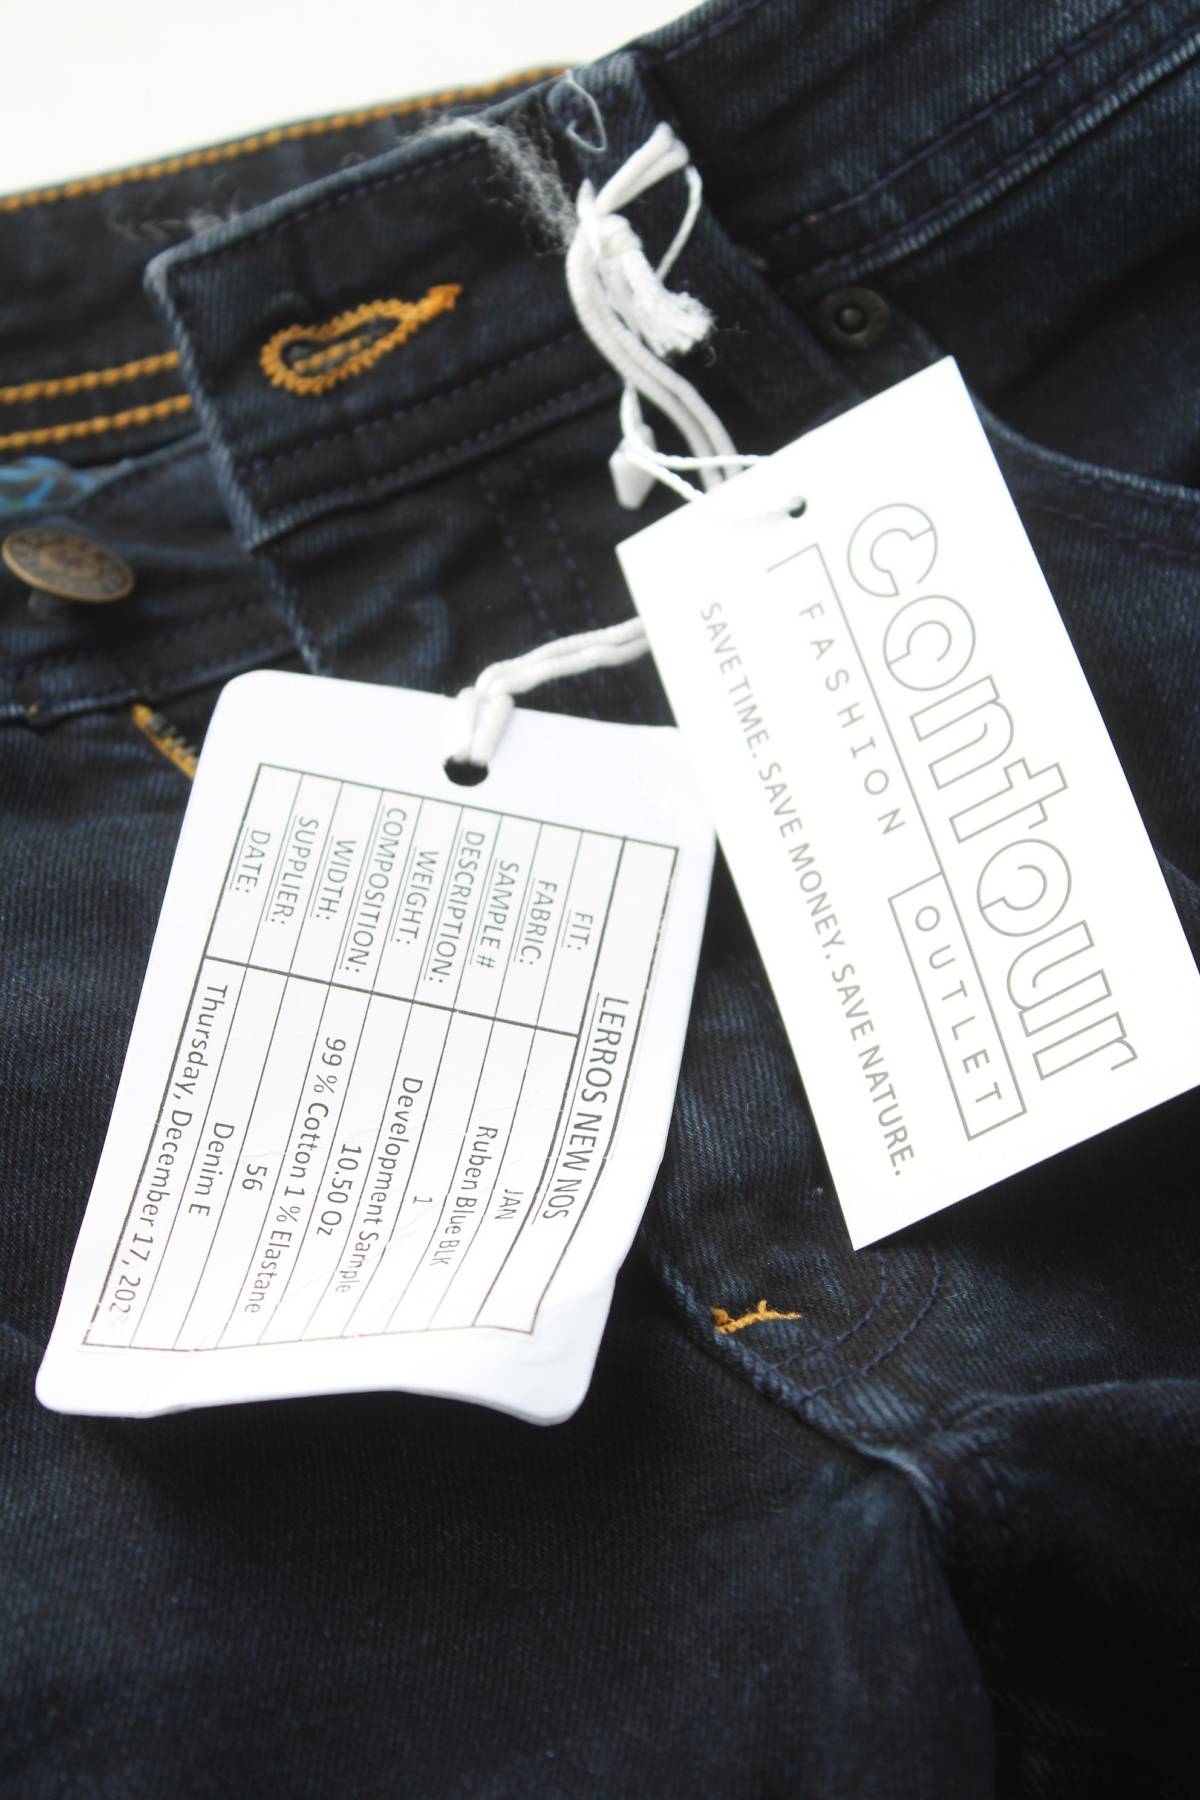 contour
FASHION OUTLET
SAVE TIME. SAVE MONEY. SAVE NATURE.
LERROS NEW NOS
FIT: JAN
FABRIC: Ruben Blue BLK
SAMPLE # 1
DESCRIPTION: Development Sample
WEIGHT: 10.50 Oz
COMPOSITION: 99 % Cotton 1 % Elastane
WIDTH: 56
SUPPLIER: Denim E
DATE: Thursday, December 17,